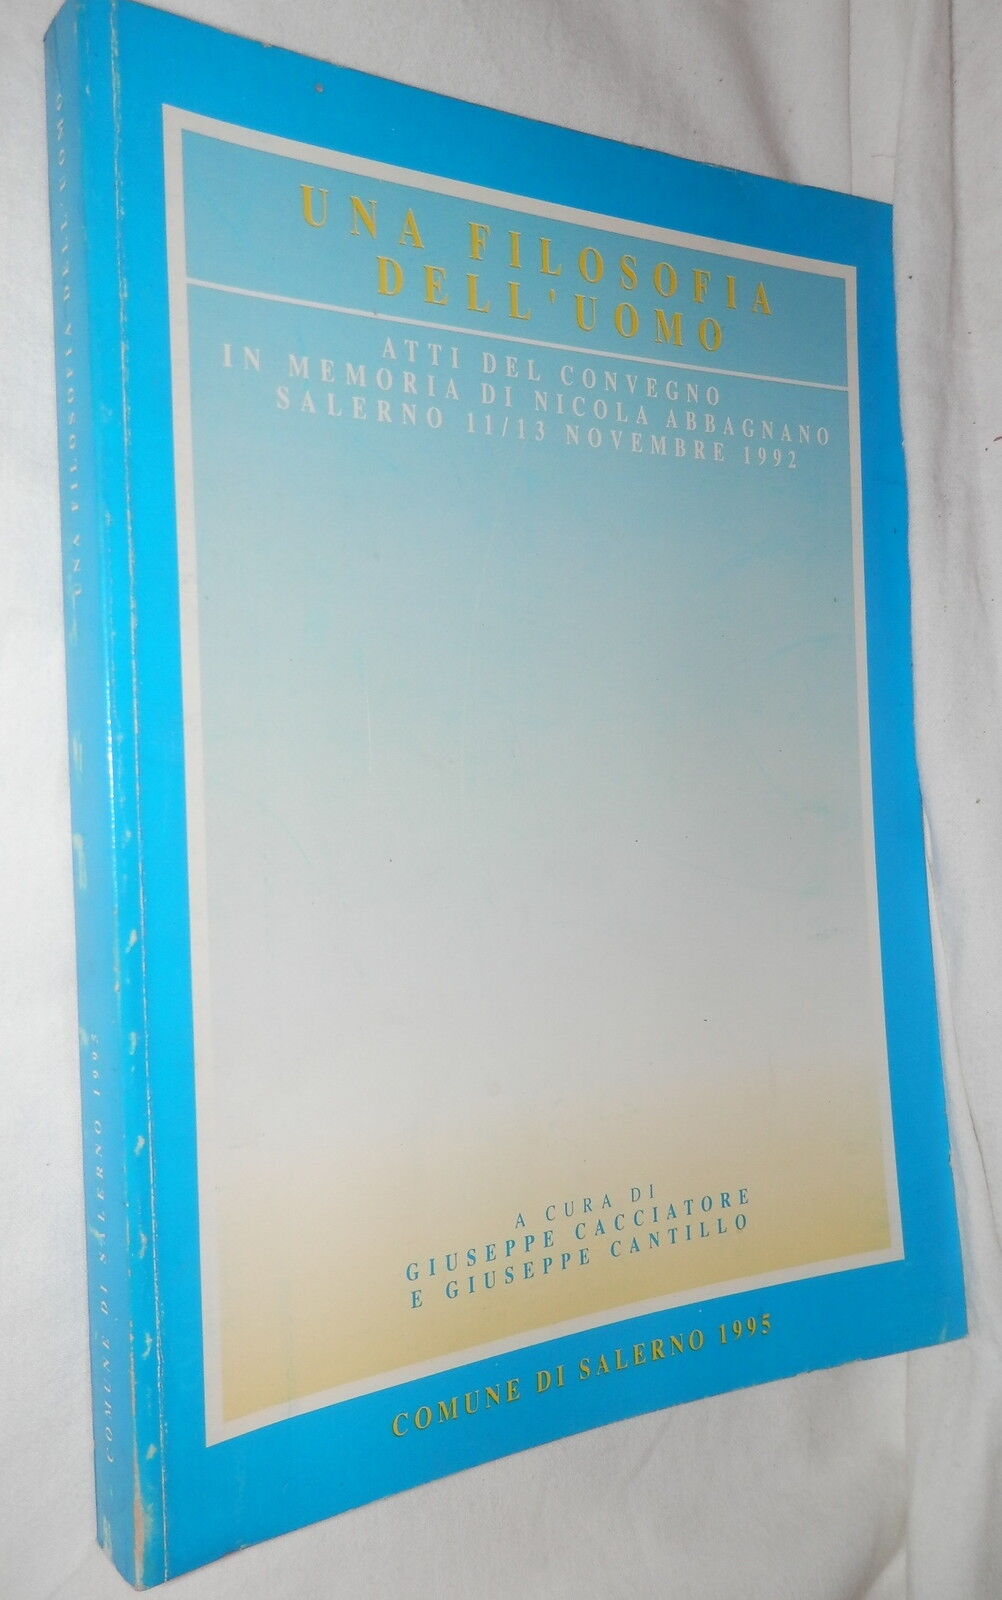 UNA FILOSOFIA
DELL'UOMO
ATTI DEL CONVEGNO
IN MEMORIA DI NICOLA ABBAGNANO
SALERNO 11/13 NOVEMBRE 1992
A CURA DI
GIUSEPPE CACCIATORE
E GIUSEPPE CANTILLO
COMUNE DI SALERNO 1995
UNA FILOSOFIA DELL'UOMO
COMUNE DI SALERNO 1995